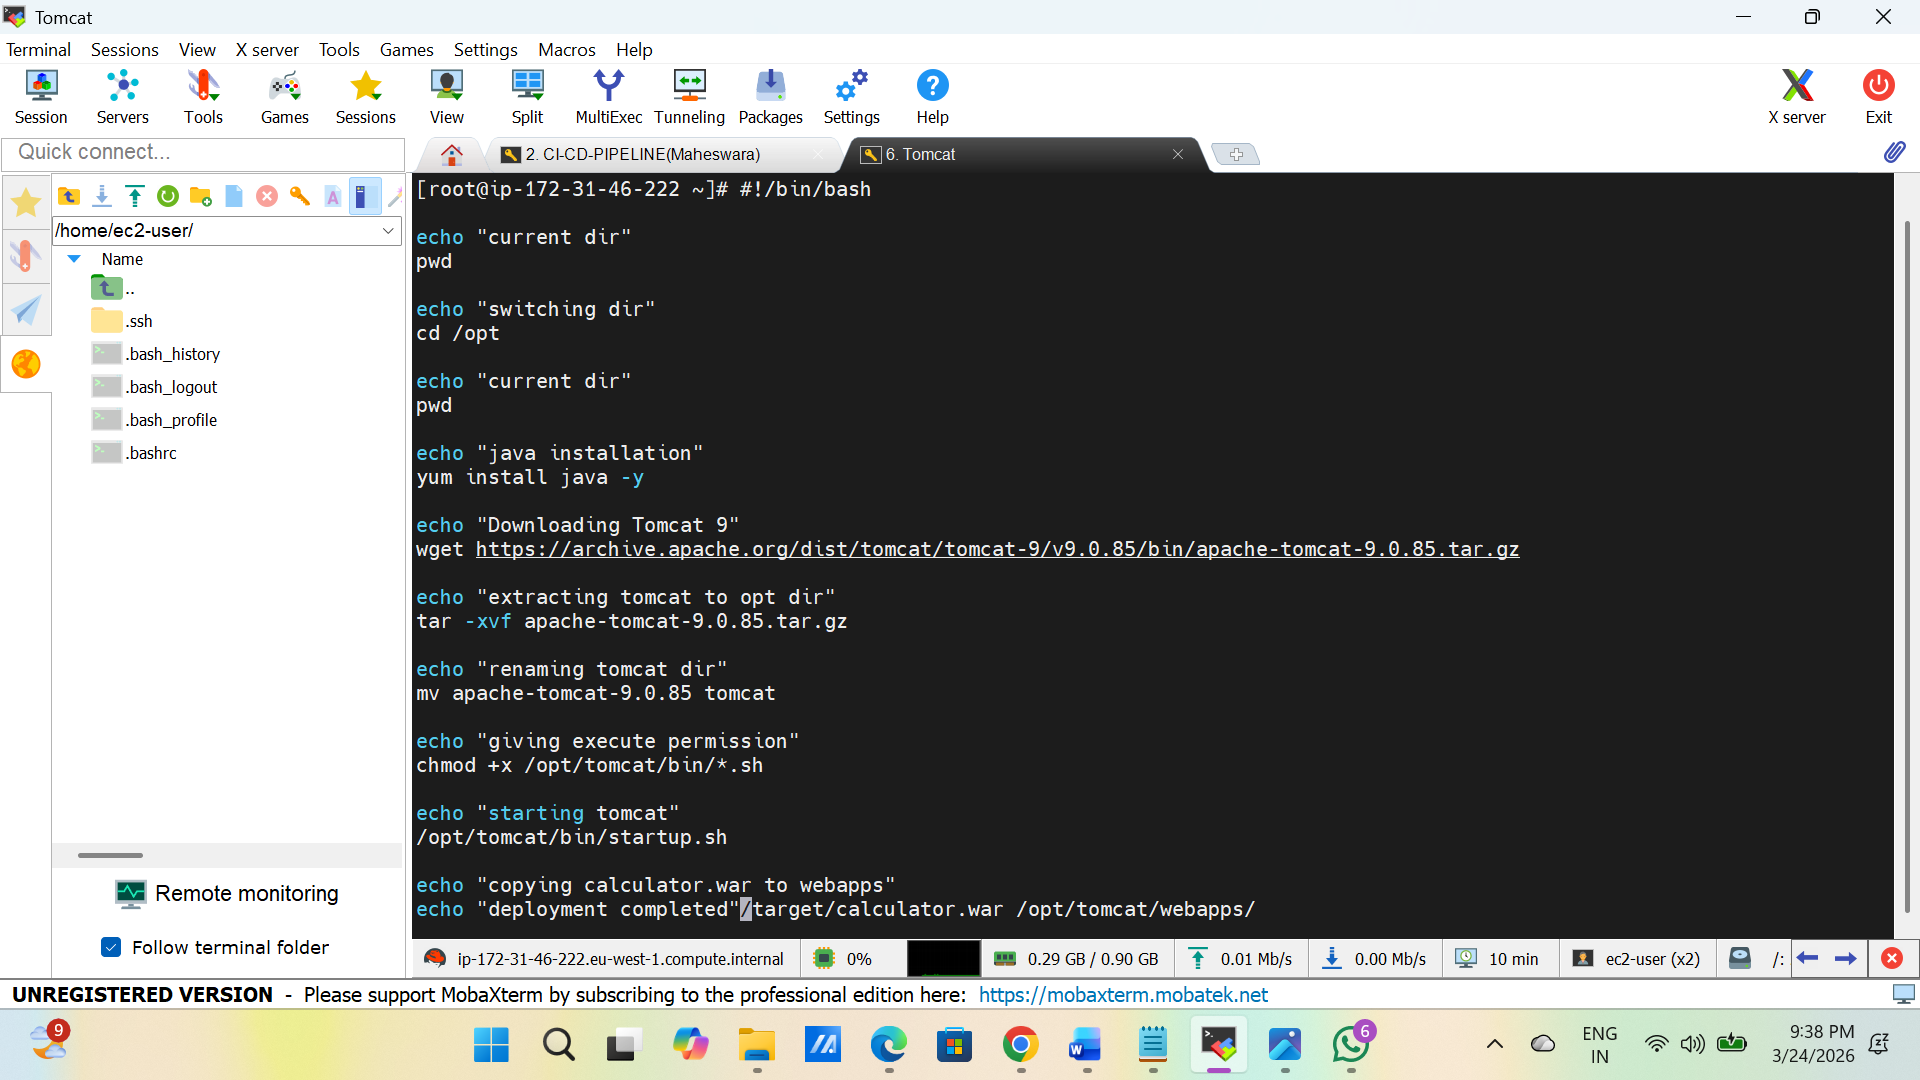 Tomcat
Terminal Sessions View X server Tools Games Settings Macros Help
Session Servers Tools Games Sessions View Split MultiExec Tunneling Packages Settings Help X server Exit
Quick connect...
2. CI-CD-PIPELINE(Maheswara)
6. Tomcat
/home/ec2-user/
Name
..
.ssh
.bash_history
.bash_logout
.bash_profile
.bashrc
Remote monitoring
Follow terminal folder
[root@ip-172-31-46-222 ~]# #!/bin/bash
echo "current dir"
pwd
echo "switching dir"
cd /opt
echo "current dir"
pwd
echo "java installation"
yum install java -y
echo "Downloading Tomcat 9"
wget https://archive.apache.org/dist/tomcat/tomcat-9/v9.0.85/bin/apache-tomcat-9.0.85.tar.gz
echo "extracting tomcat to opt dir"
tar -xvf apache-tomcat-9.0.85.tar.gz
echo "renaming tomcat dir"
mv apache-tomcat-9.0.85 tomcat
echo "giving execute permission"
chmod +x /opt/tomcat/bin/*.sh
echo "starting tomcat"
/opt/tomcat/bin/startup.sh
echo "copying calculator.war to webapps"
echo "deployment completed"/target/calculator.war /opt/tomcat/webapps/
ip-172-31-46-222.eu-west-1.compute.internal 0% 0.29 GB / 0.90 GB 0.01 Mb/s 0.00 Mb/s 10 min ec2-user (x2) /:
UNREGISTERED VERSION - Please support MobaXterm by subscribing to the professional edition here: https://mobaxterm.mobatek.net
9
6
ENG
IN
9:38 PM
3/24/2026